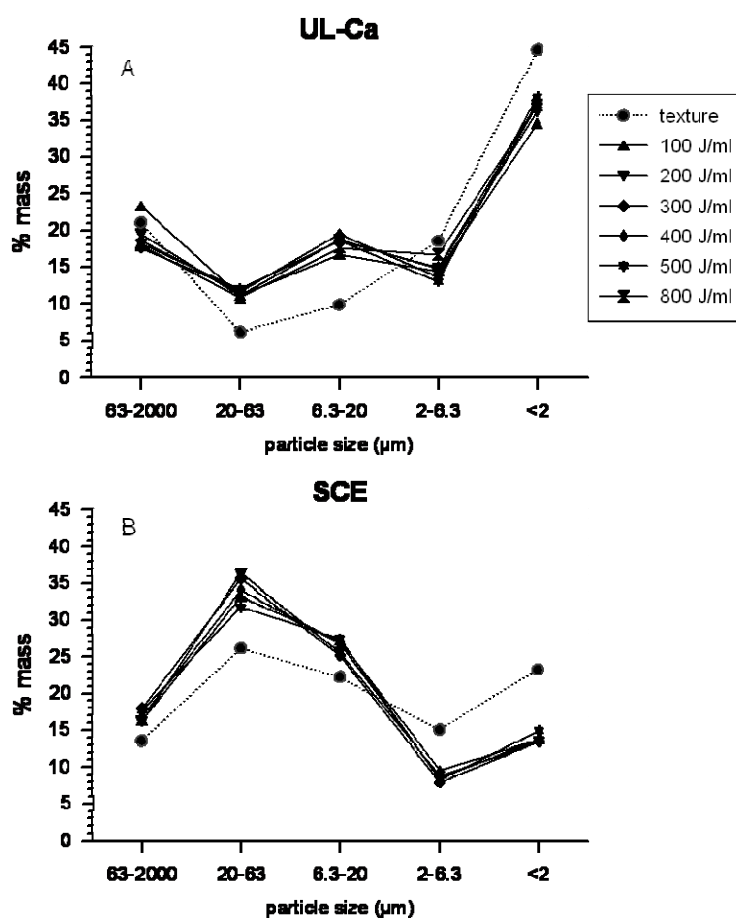 UL-Ca
A
45
40
35
30
25
20
15
10
5
0
% mass
63-2000 20-63 6.3-20 2-6.3 <2
particle size (µm)
texture
100 J/ml
200 J/ml
300 J/ml
400 J/ml
500 J/ml
800 J/ml
SCE
B
45
40
35
30
25
20
15
10
5
0
% mass
63-2000 20-63 6.3-20 2-6.3 <2
particle size (µm)